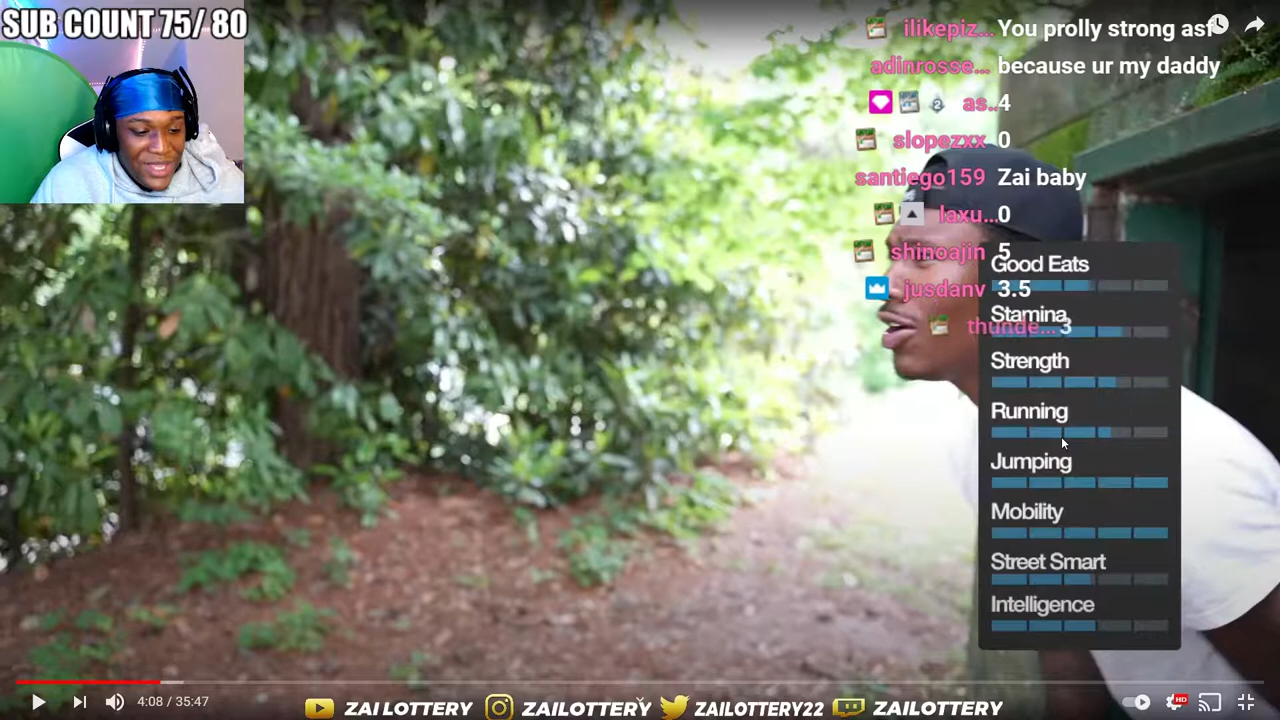 SUB COUNT 75/ 80
ilikepiz... You prolly strong asf
adinrosse... because ur my daddy
2 as.. 4
slopezxx 0
santiego159 Zai baby
laxu... 0
shinoajin 5
jusdanv 3.5
thunde... 3
Good Eats
Stamina
Strength
Running
Jumping
Mobility
Street Smart
Intelligence
4:08 / 35:47
HD
ZAI LOTTERY ZAILOTTERY ZAILOTTERY22 ZAILOTTERY